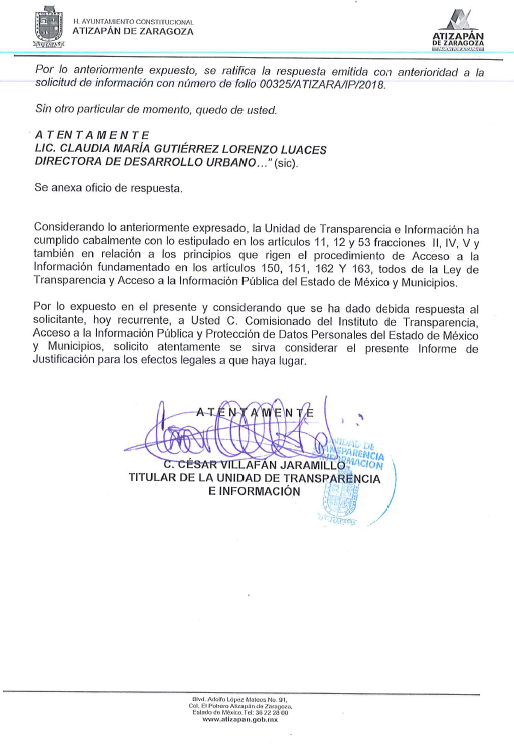 H. AYUNTAMIENTO CONSTITUCIONAL
ATIZAPÁN DE ZARAGOZA
ATIZAPÁN
DE ZARAGOZA
Por lo anteriormente expuesto, se ratifica la respuesta emitida con anterioridad a la
solicitud de información con número de folio 00325/ATIZARA/IP/2018.
Sin otro particular de momento, quedo de usted.
A T E N T A M E N T E
LIC. CLAUDIA MARÍA GUTIÉRREZ LORENZO LUACES
DIRECTORA DE DESARROLLO URBANO..." (sic).
Se anexa oficio de respuesta.
Considerando lo anteriormente expresado, la Unidad de Transparencia e Información ha
cumplido cabalmente con lo estipulado en los artículos 11, 12 y 53 fracciones II, IV, V y
también en relación a los principios que rigen el procedimiento de Acceso a la
Información fundamentado en los artículos 150, 151, 162 Y 163, todos de la Ley de
Transparencia y Acceso a la Información Pública del Estado de México y Municipios.
Por lo expuesto en el presente y considerando que se ha dado debida respuesta al
solicitante, hoy recurrente, a Usted C. Comisionado del Instituto de Transparencia,
Acceso a la Información Pública y Protección de Datos Personales del Estado de México
y Municipios, solicito atentamente se sirva considerar el presente Informe de
Justificación para los efectos legales a que haya lugar.
A T E N T A M E N T E
UNIDAD DE
TRANSPARENCIA
INFORMACION
C. CÉSAR VILLAFÁN JARAMILLO
TITULAR DE LA UNIDAD DE TRANSPARENCIA
E INFORMACIÓN
Blvd. Adolfo López Mateos No. 91,
Col. El Potrero Atizapán de Zaragoza,
Estado de México. Tel: 36 22 28 00
www.atizapan.gob.mx